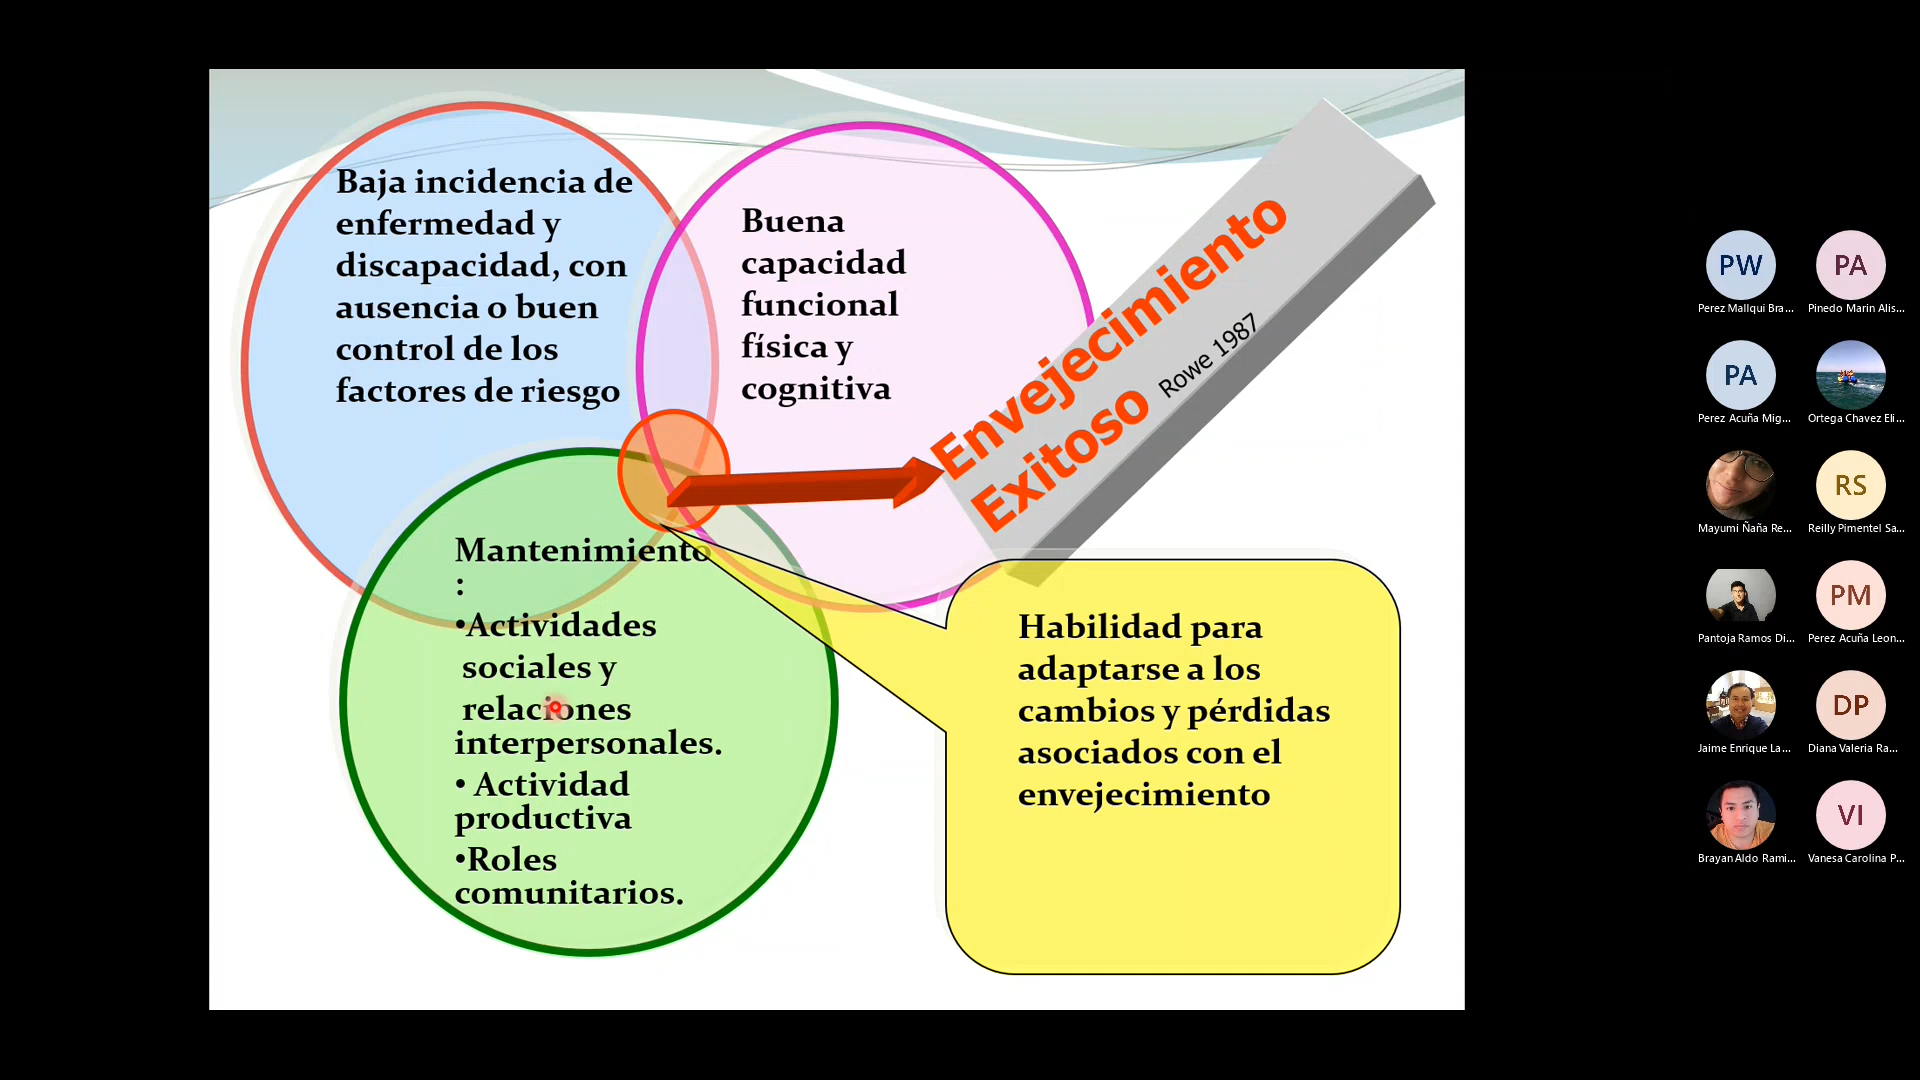 Baja incidencia de
enfermedad y
discapacidad, con
ausencia o buen
control de los
factores de riesgo
Buena
capacidad
funcional
física y
cognitiva
Envejecimiento
Exitoso Rowe 1987
Mantenimiento
:
•Actividades
sociales y
relaciones
interpersonales.
• Actividad
productiva
•Roles
comunitarios.
Habilidad para
adaptarse a los
cambios y pérdidas
asociados con el
envejecimiento
PW
PA
Perez Mallqui Bra...
Pinedo Marin Alis...
PA
Perez Acuña Mig...
Ortega Chavez Eli...
RS
Mayumi Ñaña Re...
Reilly Pimentel Sa...
PM
Pantoja Ramos Di...
Perez Acuña Leon...
DP
Jaime Enrique La...
Diana Valeria Ra...
VI
Brayan Aldo Rami...
Vanesa Carolina P...